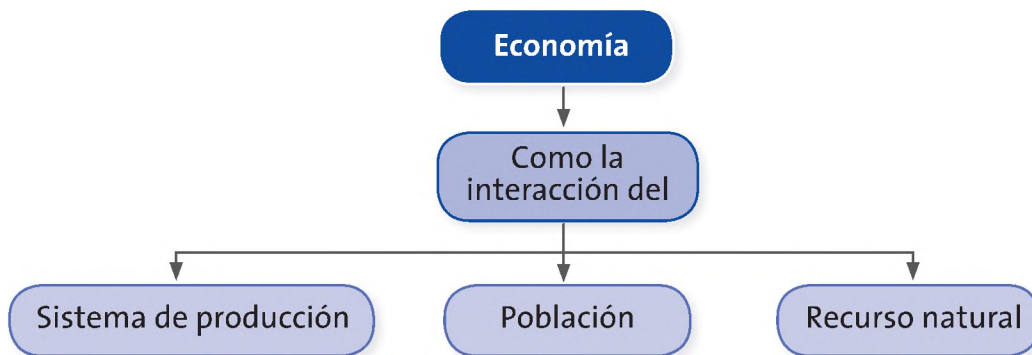 Economía
Como la
interacción del
Sistema de producción
Población
Recurso natural